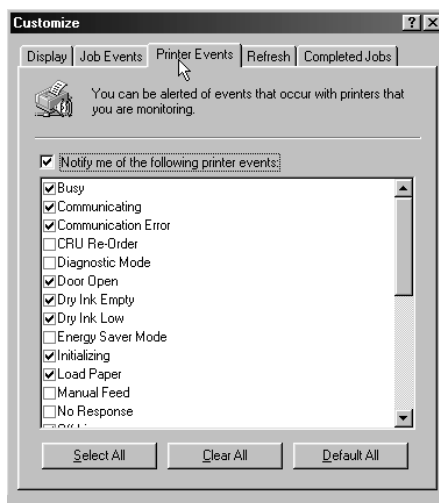 Customize
Display Job Events Printer Events Refresh Completed Jobs
You can be alerted of events that occur with printers that
you are monitoring.
Notify me of the following printer events:
Busy
Communicating
Communication Error
CRU Re-Order
Diagnostic Mode
Door Open
Dry Ink Empty
Dry Ink Low
Energy Saver Mode
Initializing
Load Paper
Manual Feed
No Response
Select All Clear All Default All